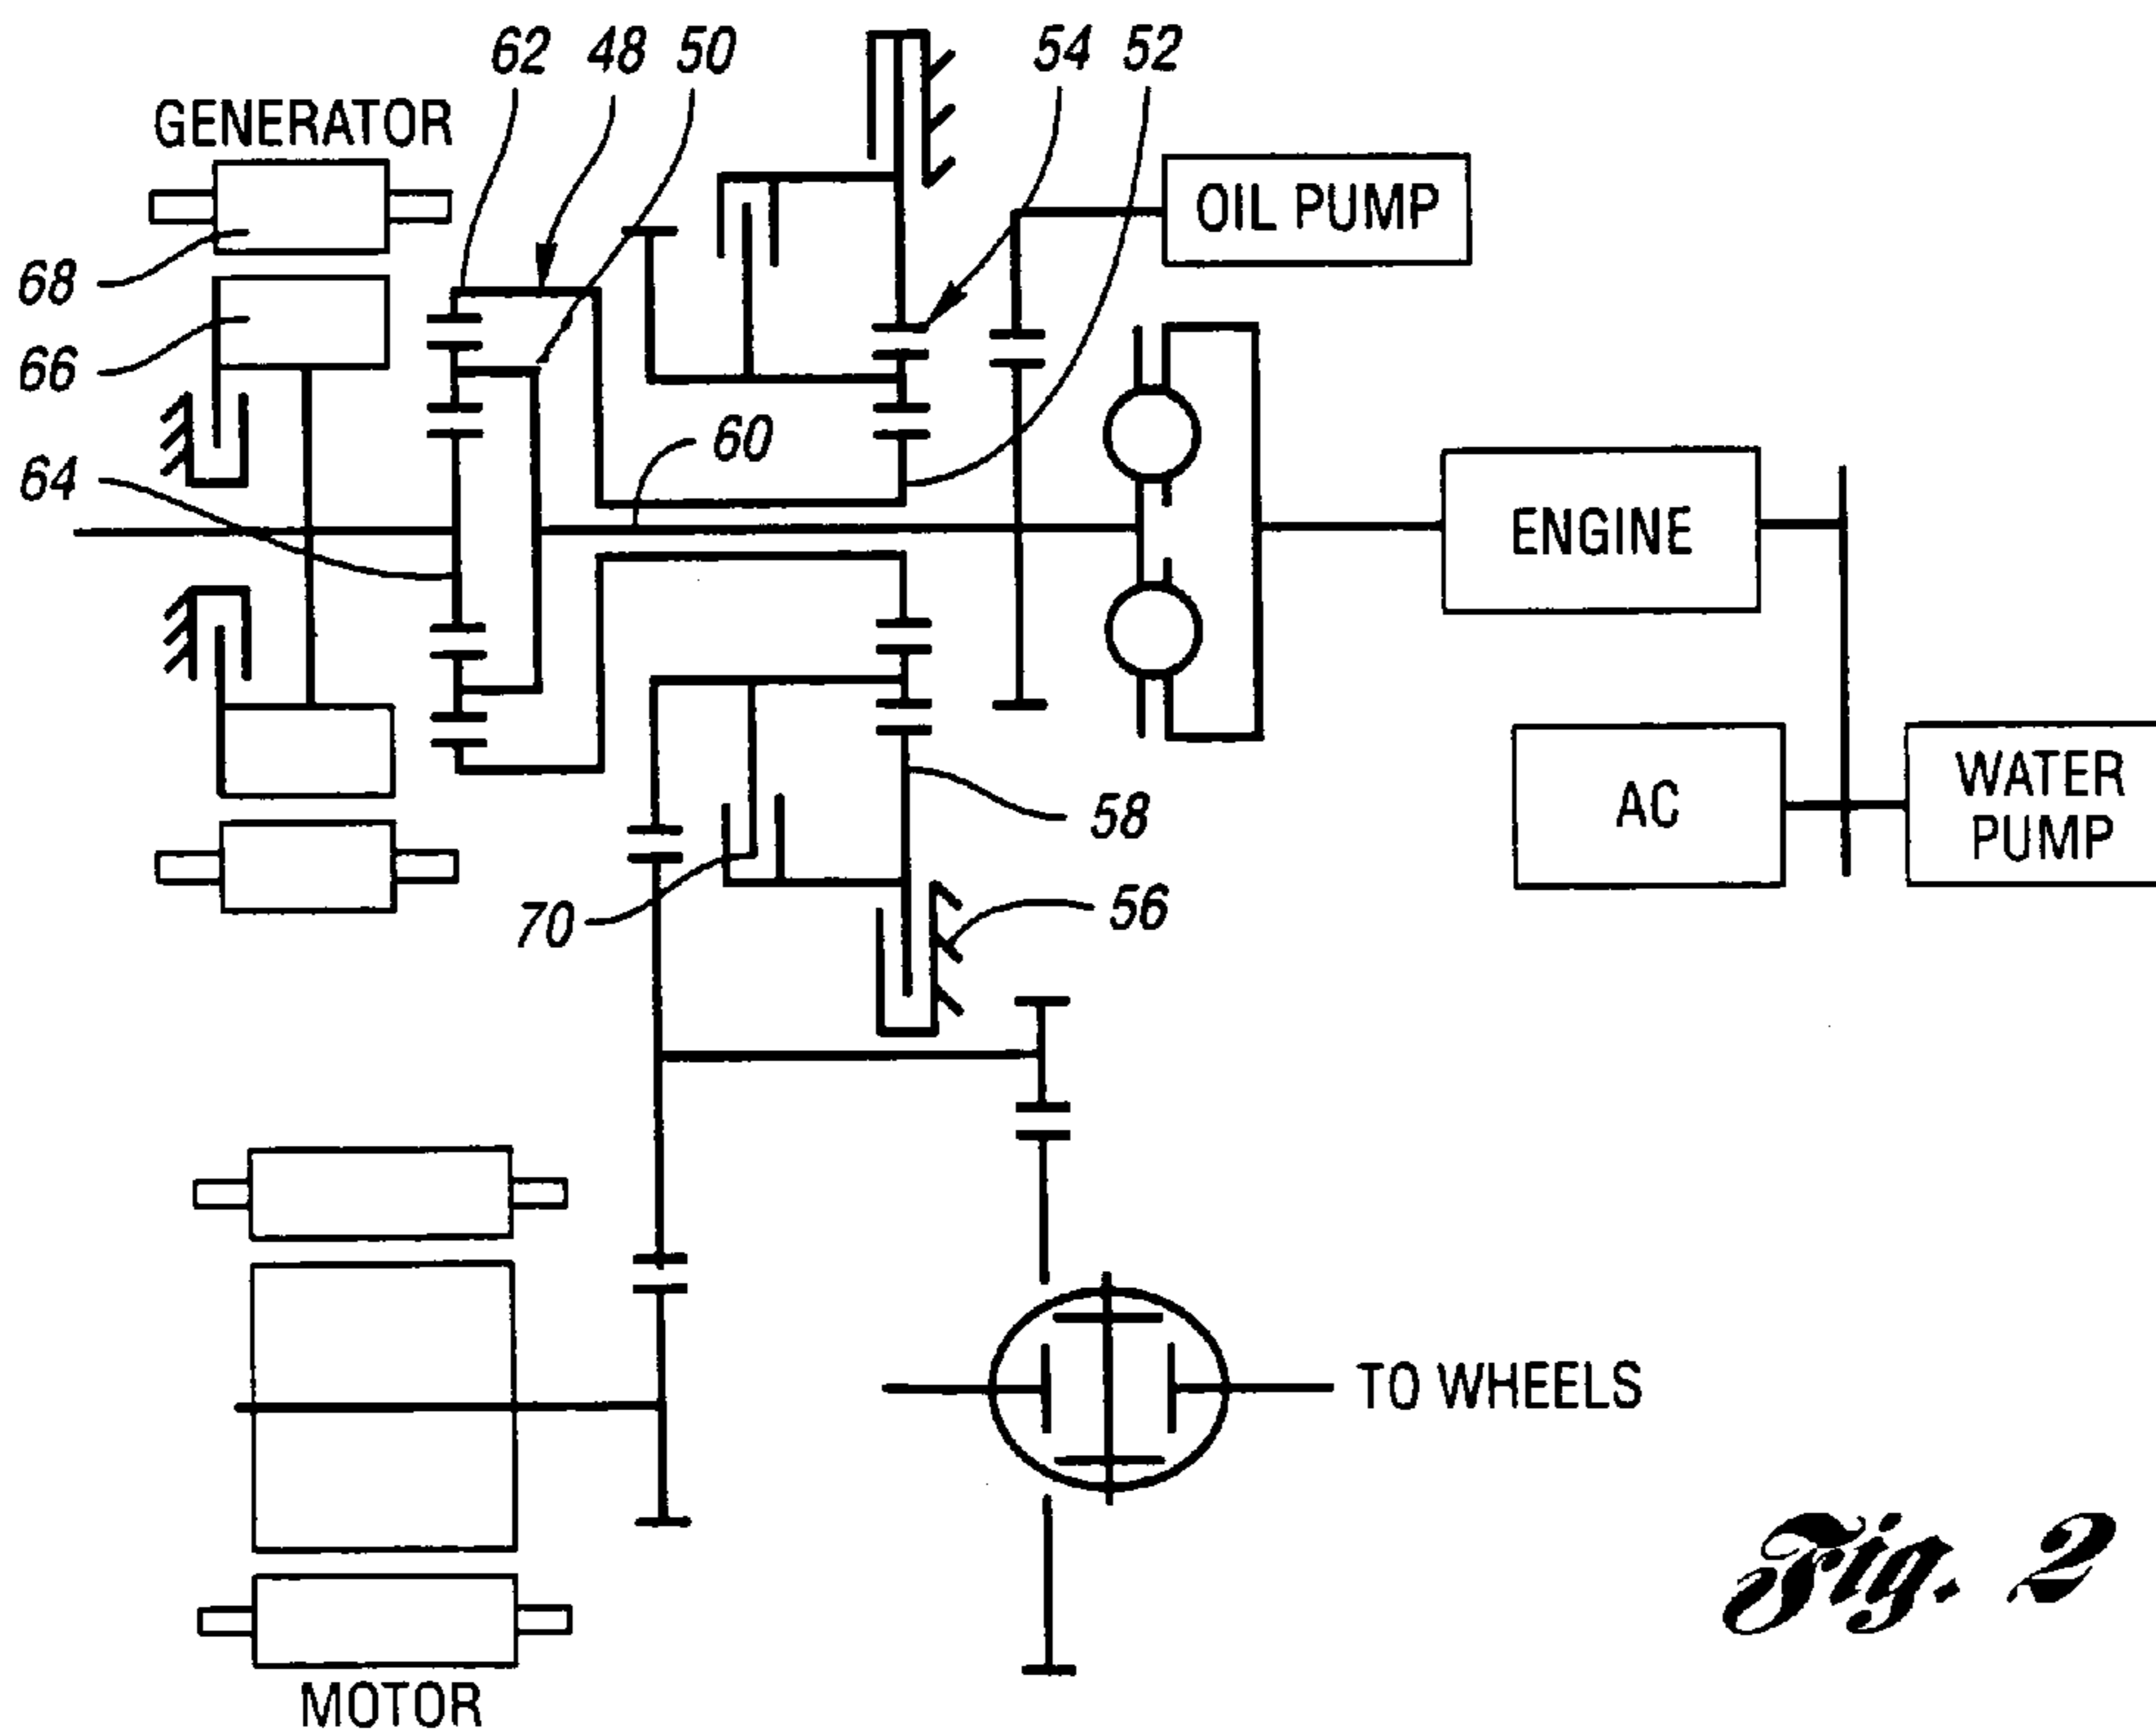 62 48 50 54 52
GENERATOR
OIL PUMP
68
66
60
64
ENGINE
AC
WATER
PUMP
58
56
70
TO WHEELS
MOTOR
Fig. 2